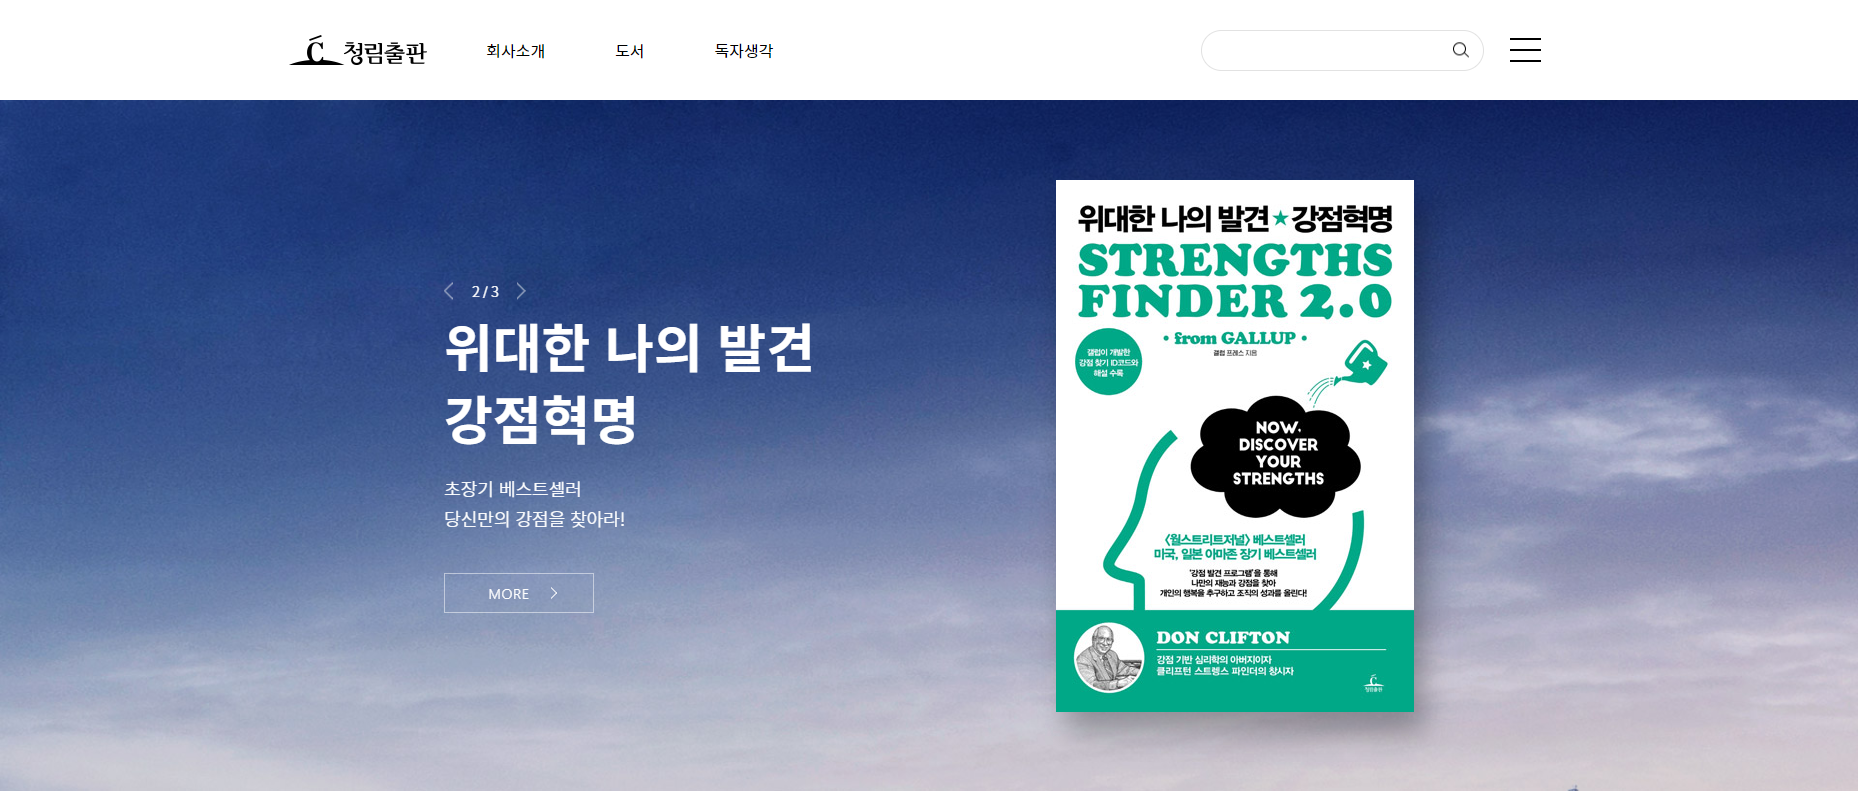 청림출판
회사소개
도서
독자생각
2/3
위대한 나의 발견
강점혁명
초장기 베스트셀러
당신만의 강점을 찾아라!
MORE
위대한 나의 발견★강점혁명
STRENGTHS
FINDER 2.0
• from GALLUP •
갤럽 프레스 지음
갤럽이 개발한
강점 찾기 ID코드와
해설 수록
NOW,
DISCOVER
YOUR
STRENGTHS
〈월스트리트저널〉 베스트셀러
미국, 일본 아마존 장기 베스트셀러
'강점 발견 프로그램'을 통해
나만의 재능과 강점을 찾아
개인의 행복을 추구하고 조직의 성과를 올린다!
DON CLIFTON
강점 기반 심리학의 아버지이자
클리프턴 스트렝스 파인더의 창시자
청림출판